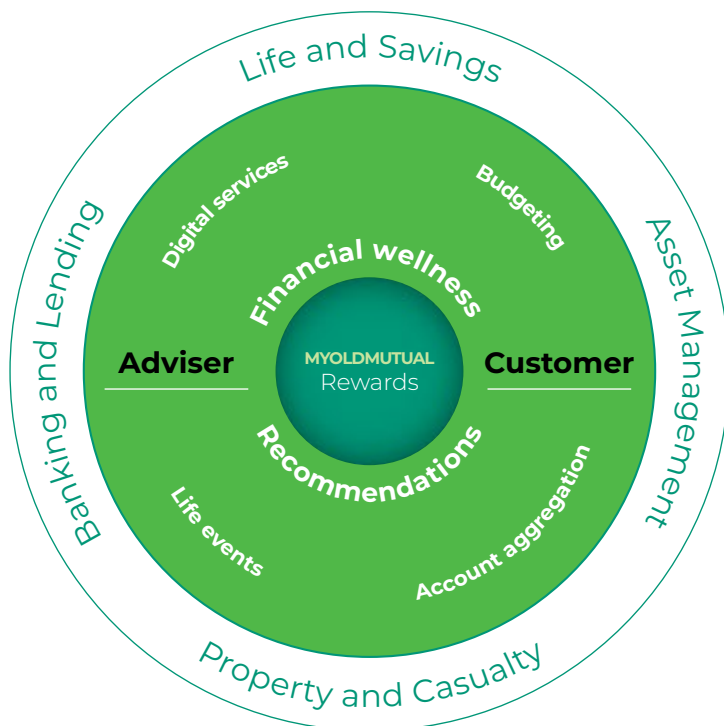 Life and Savings
Digital services
Budgeting
Banking and Lending
Asset Management
Financial wellness
Adviser
MYOLDMUTUAL
Rewards
Customer
Recommendations
Life events
Account aggregation
Property and Casualty